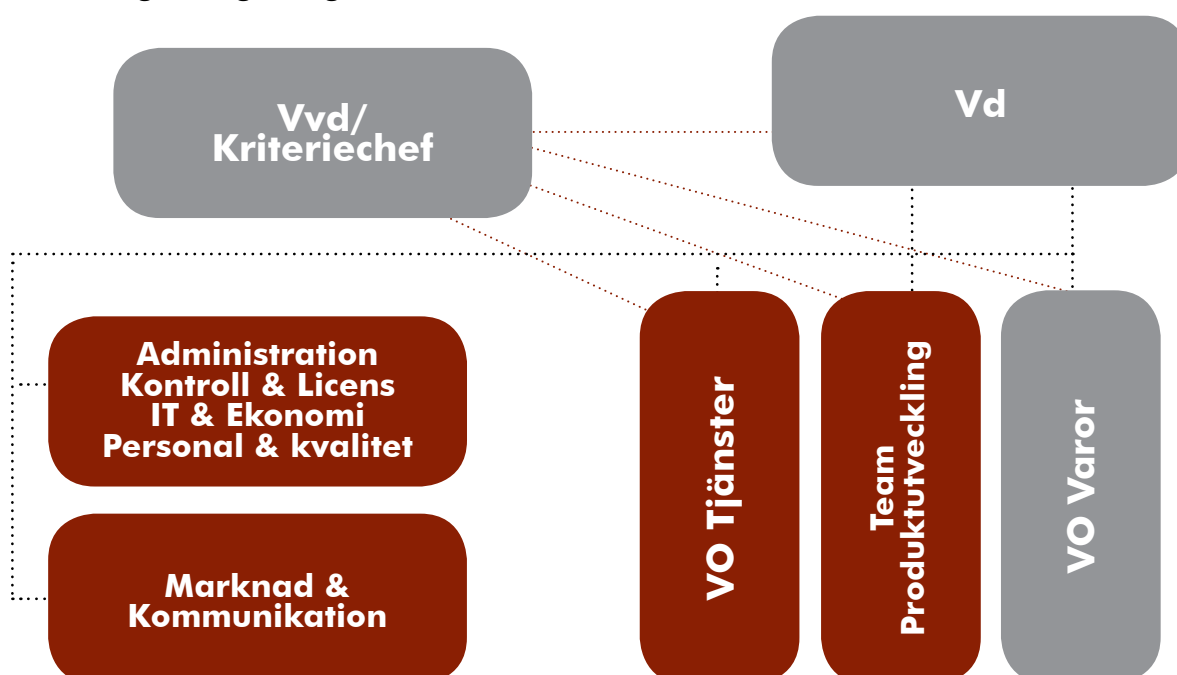 Vvd/
Kriteriechef
Vd
Administration
Kontroll & Licens
IT & Ekonomi
Personal & kvalitet
Marknad &
Kommunikation
VO Tjänster
Team
Produktutveckling
VO Varor